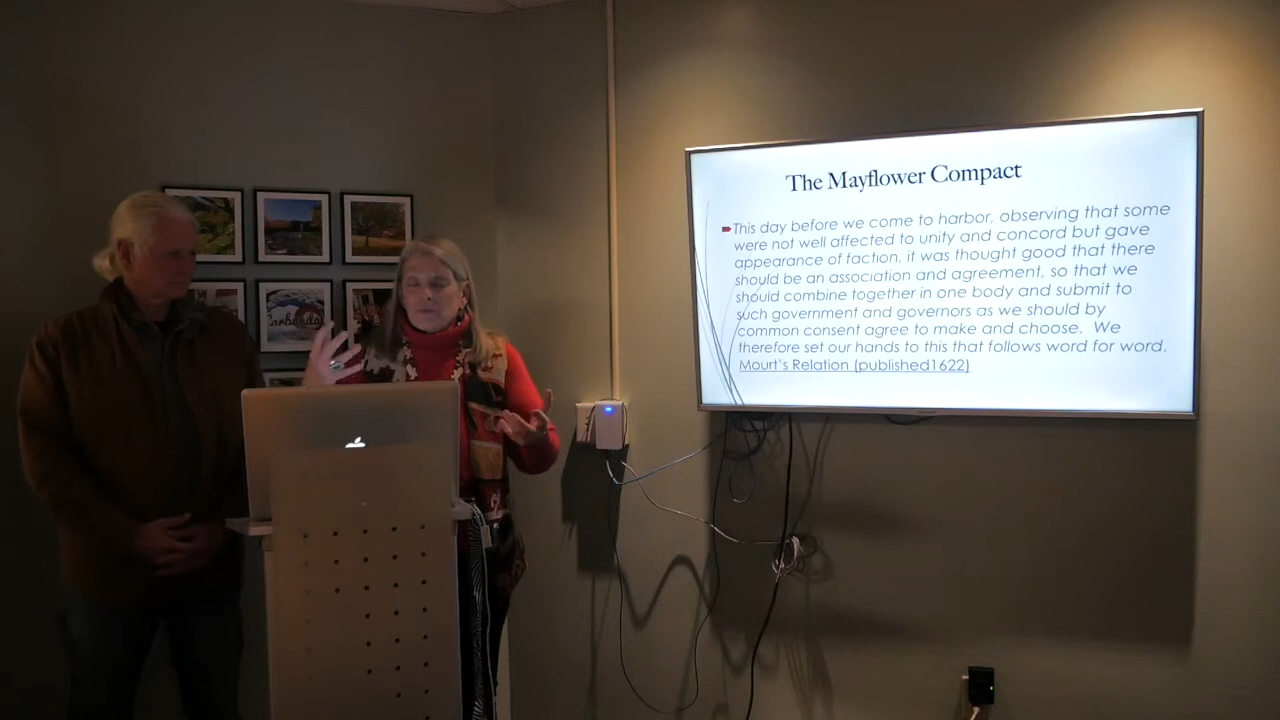 The Mayflower Compact
This day before we come to harbor, observing that some
were not well affected to unity and concord but gave
appearance of faction, it was thought good that there
should be an association and agreement, so that we
should combine together in one body and submit to
such government and governors as we should by
common consent agree to make and choose. We
therefore set our hands to this that follows word for word.
Mourt's Relation (published1622)